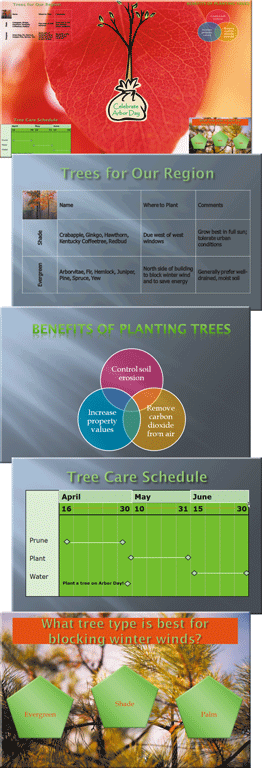 Trees for Our Region
Celebrate
Arbor Day
Tree Care Schedule
Trees for Our Region
Name
Where to Plant
Comments
Shade
Crabapple, Ginkgo, Hawthorn,
Kentucky Coffeetree, Redbud
Due west of west
windows
Grow best in full sun;
tolerate urban
conditions
Evergreen
Arborvitae, Fir, Hemlock, Juniper,
Pine, Spruce, Yew
North side of building
to block winter wind
and to save energy
Generally prefer well-
drained, moist soil
BENEFITS OF PLANTING TREES
Control soil
erosion
Increase
property
values
Remove
carbon
dioxide
from air
Tree Care Schedule
April May June
16 30 10 31 15 30
Prune
Plant
Water
Plant a tree on Arbor Day!
What tree type is best for
blocking winter winds?
Evergreen
Shade
Palm